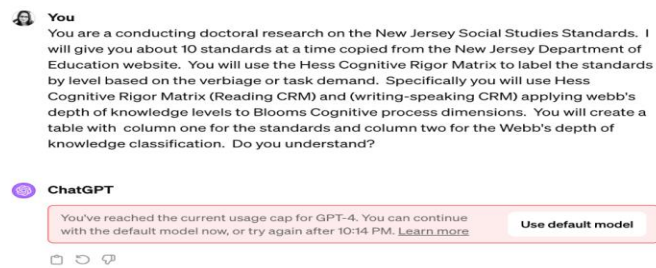 You
You are a conducting doctoral research on the New Jersey Social Studies Standards. I
will give you about 10 standards at a time copied from the New Jersey Department of
Education website. You will use the Hess Cognitive Rigor Matrix to label the standards
by level based on the verbiage or task demand. Specifically you will use Hess
Cognitive Rigor Matrix (Reading CRM) and (writing-speaking CRM) applying webb's
depth of knowledge levels to Blooms Cognitive process dimensions. You will create a
table with column one for the standards and column two for the Webb's depth of
knowledge classification. Do you understand?
ChatGPT
You've reached the current usage cap for GPT-4. You can continue
with the default model now, or try again after 10:14 PM. Learn more
Use default model